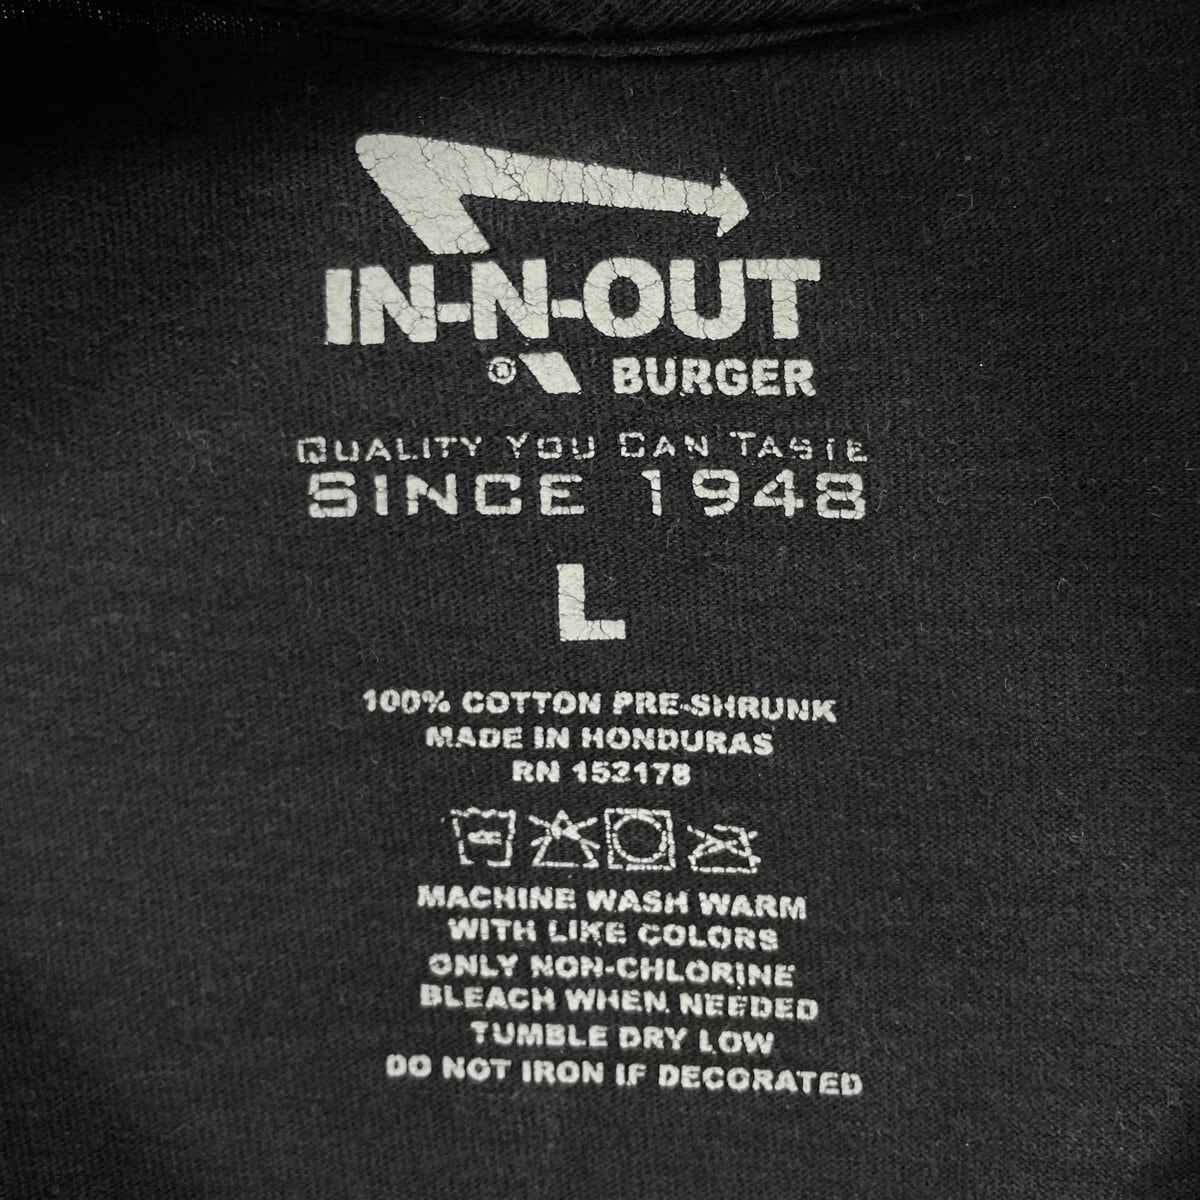 IN-N-OUT
® BURGER
QUALITY YOU CAN TASTE
SINCE 1948
L
100% COTTON PRE-SHRUNK
MADE IN HONDURAS
RN 152178
MACHINE WASH WARM
WITH LIKE COLORS
ONLY NON-CHLORINE
BLEACH WHEN NEEDED
TUMBLE DRY LOW
DO NOT IRON IF DECORATED